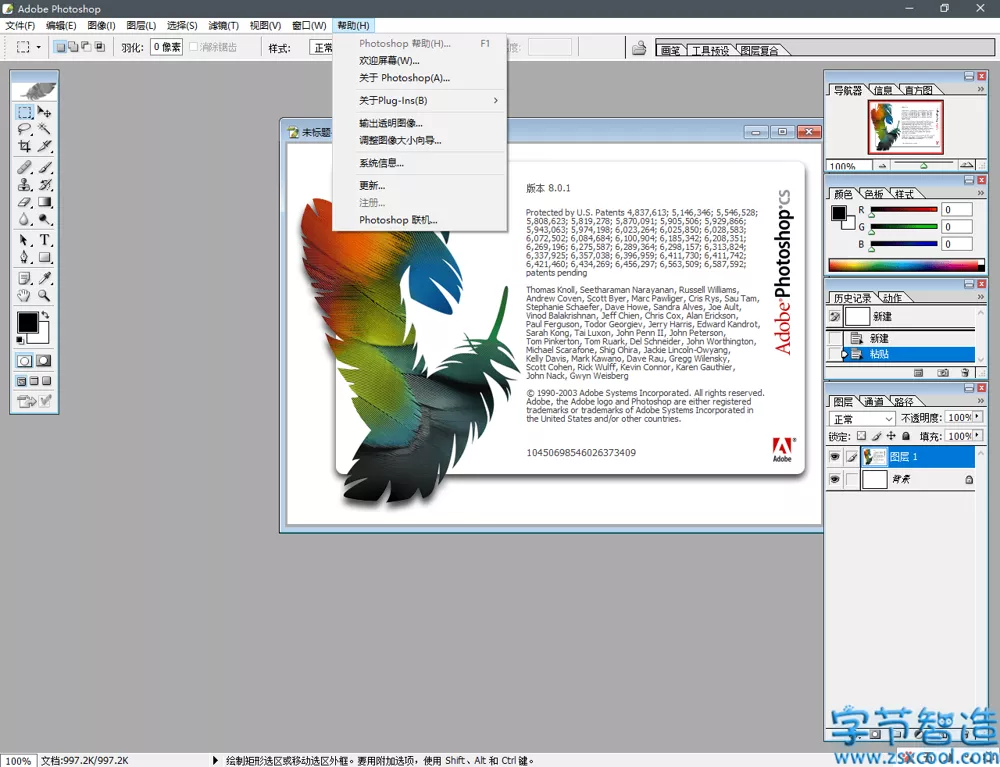 Adobe Photoshop
文件(F) 编辑(E) 图像(I) 图层(L) 选择(S) 滤镜(T) 视图(V) 窗口(W) 帮助(H)
羽化: 0 像素 消除锯齿 样式: 正常
画笔 工具预设 图层复合
Photoshop 帮助(H)... F1
欢迎屏幕(W)...
关于 Photoshop(A)...
关于Plug-Ins(B)
输出透明图像...
调整图像大小向导...
系统信息...
更新...
注册...
Photoshop 联机...
未标题
版本 8.0.1
Protected by U.S. Patents 4,837,613; 5,146,346; 5,546,528;
5,808,623; 5,819,278; 5,870,091; 5,905,506; 5,929,866;
5,943,063; 5,974,198; 6,023,264; 6,025,850; 6,028,583;
6,072,502; 6,084,684; 6,100,904; 6,185,342; 6,208,351;
6,269,196; 6,275,587; 6,289,364; 6,298,157; 6,313,824;
6,337,925; 6,357,038; 6,396,959; 6,411,730; 6,411,742;
6,421,460; 6,434,269; 6,456,297; 6,563,509; 6,587,592;
patents pending
Thomas Knoll, Seetharaman Narayanan, Russell Williams,
Andrew Coven, Scott Byer, Marc Pawliger, Cris Rys, Sau Tam,
Stephanie Schaefer, Dave Howe, Sandra Alves, Joe Ault,
Vinod Balakrishnan, Jeff Chien, Chris Cox, Alan Erickson,
Paul Ferguson, Todor Georgiev, Jerry Harris, Edward Kandrot,
Sarah Kong, Tai Luxon, John Penn II, John Peterson,
Tom Pinkerton, Tom Ruark, Del Schneider, John Worthington,
Michael Scarafone, Shig Ohira, Jackie Lincoln-Owyang,
Kelly Davis, Mark Kawano, Dave Rau, Gregg Wilensky,
Scott Cohen, Rick Wulff, Kevin Connor, Karen Gauthier,
John Nack, Gwyn Weisberg
© 1990-2003 Adobe Systems Incorporated. All rights reserved.
Adobe, the Adobe logo and Photoshop are either registered
trademarks or trademarks of Adobe Systems Incorporated in
the United States and/or other countries.
10450698546026373409
Adobe® Photoshop® CS
Adobe
导航器 信息 直方图
100%
颜色 色板 样式
R 0
G 0
B 0
历史记录 动作
新建
新建
粘贴
图层 通道 路径
正常 不透明度: 100%
锁定: 填充: 100%
图层 1
背景
字节智造
www.zsxcool.com
100% 文档:997.2K/997.2K 绘制矩形选区或移动选区外框。要用附加选项，使用 Shift、Alt 和 Ctrl 键。